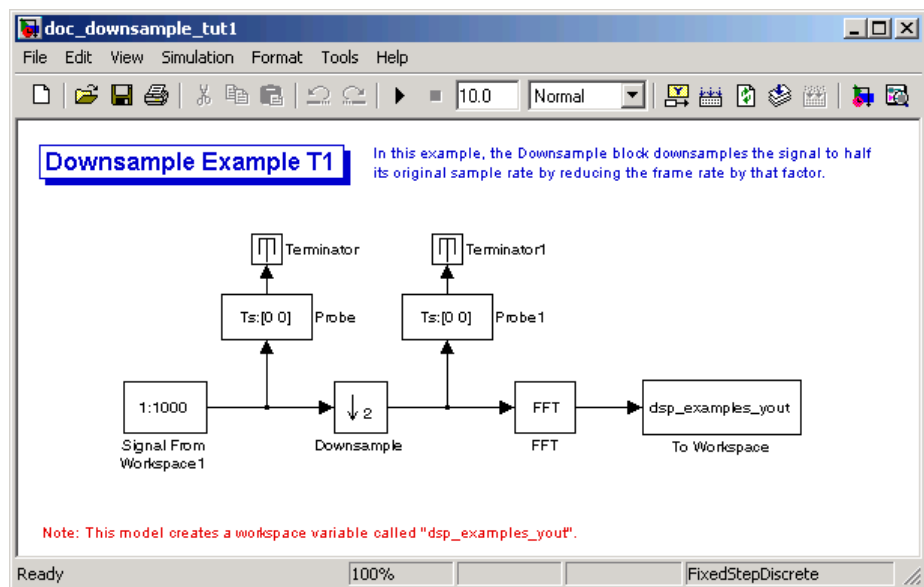 doc_downsample_tut1
File Edit View Simulation Format Tools Help
10.0 Normal
Downsample Example T1
In this example, the Downsample block downsamples the signal to half
its original sample rate by reducing the frame rate by that factor.
Terminator
Terminator1
Ts:[0 0]
Probe
Ts:[0 0]
Probe1
1:1000
2
FFT
dsp_examples_yout
Signal From
Workspace1
Downsample
FFT
To Workspace
Note: This model creates a workspace variable called "dsp_examples_yout".
Ready
100%
FixedStepDiscrete